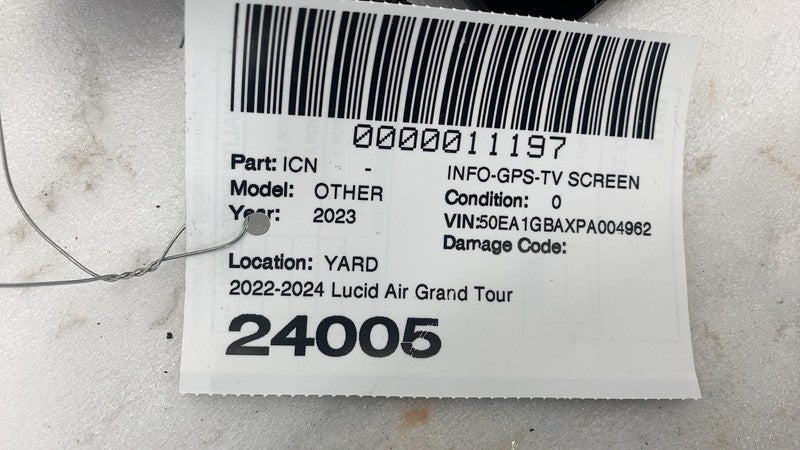 0000011197
Part: ICN - INFO-GPS-TV SCREEN
Model: OTHER Condition: 0
Year: 2023 VIN:50EA1GBAXPA004962
Damage Code:
Location: YARD
2022-2024 Lucid Air Grand Tour
24005